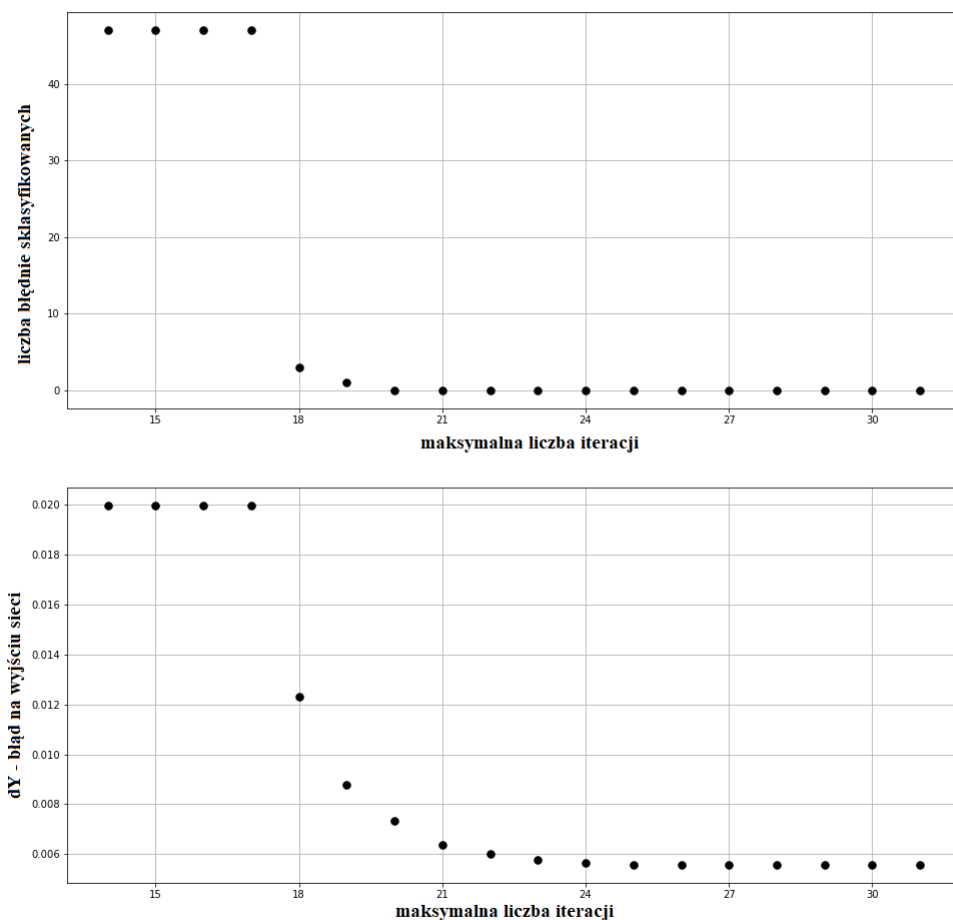 liczba błędnie sklasyfikowanych
40
30
20
10
0
15 18 21 24 27 30
maksymalna liczba iteracji
dY - błąd na wyjściu sieci
0.020
0.018
0.016
0.014
0.012
0.010
0.008
0.006
15 18 21 24 27 30
maksymalna liczba iteracji